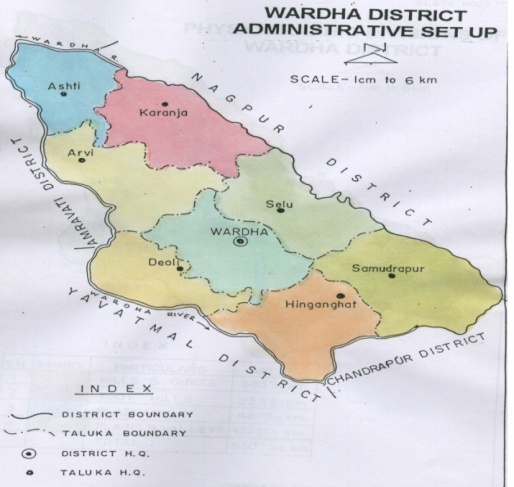 WARDHA DISTRICT
ADMINISTRATIVE SET UP
SCALE - 1cm to 6 km
WARDHA R.
NAGPUR DISTRICT
Ashti
Karanja
Arvi
AMRAVATI DISTRICT
Selu
WARDHA
Deoli
Samudrapur
Hinganghat
WARDHA RIVER
YAVATMAL DISTRICT
CHANDRAPUR DISTRICT
INDEX
DISTRICT BOUNDARY
TALUKA BOUNDARY
DISTRICT H.Q.
TALUKA H.Q.